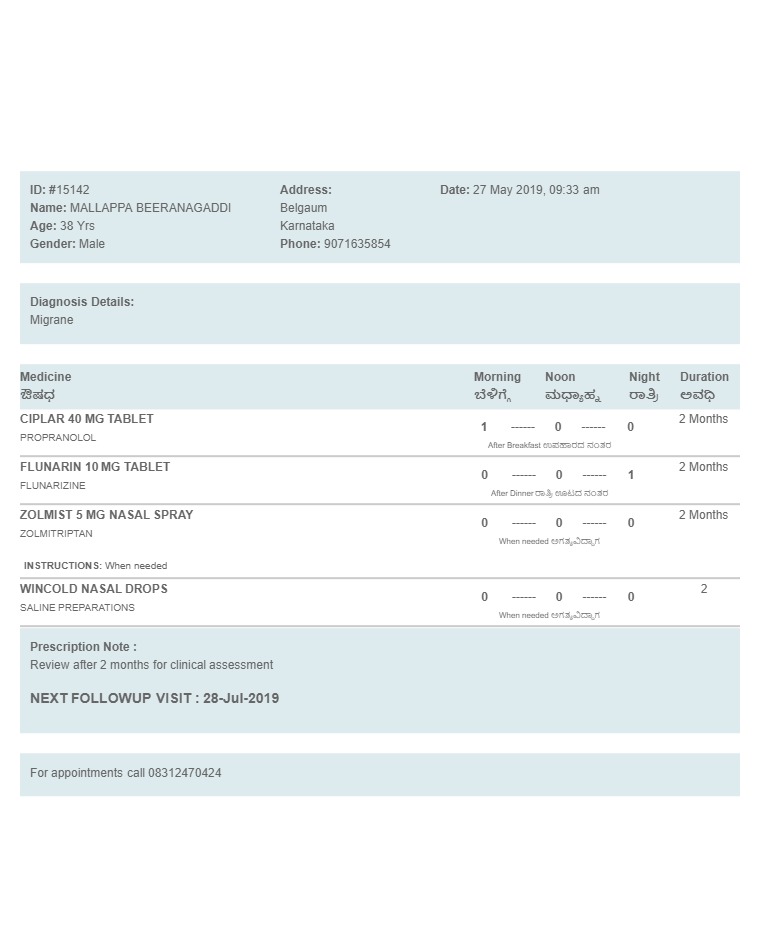 ID: #15142
Name: MALLAPPA BEERANAGADDI
Age: 38 Yrs
Gender: Male
Address:
Belgaum
Karnataka
Phone: 9071635854
Date: 27 May 2019, 09:33 am
Diagnosis Details:
Migrane
Medicine Morning Noon Night Duration
ಔಷಧ ಬೆಳಿಗ್ಗೆ ಮಧ್ಯಾಹ್ನ ರಾತ್ರಿ ಅವಧಿ
CIPLAR 40 MG TABLET 2 Months
PROPRANOLOL 1 ------ 0 ------ 0
After Breakfast ಉಪಹಾರದ ನಂತರ
FLUNARIN 10 MG TABLET 2 Months
FLUNARIZINE 0 ------ 0 ------ 1
After Dinner ರಾತ್ರಿ ಊಟದ ನಂತರ
ZOLMIST 5 MG NASAL SPRAY 2 Months
ZOLMITRIPTAN 0 ------ 0 ------ 0
When needed ಅಗತ್ಯವಿದ್ದಾಗ
INSTRUCTIONS: When needed
WINCOLD NASAL DROPS 2
SALINE PREPARATIONS 0 ------ 0 ------ 0
When needed ಅಗತ್ಯವಿದ್ದಾಗ
Prescription Note :
Review after 2 months for clinical assessment
NEXT FOLLOWUP VISIT : 28-Jul-2019
For appointments call 08312470424